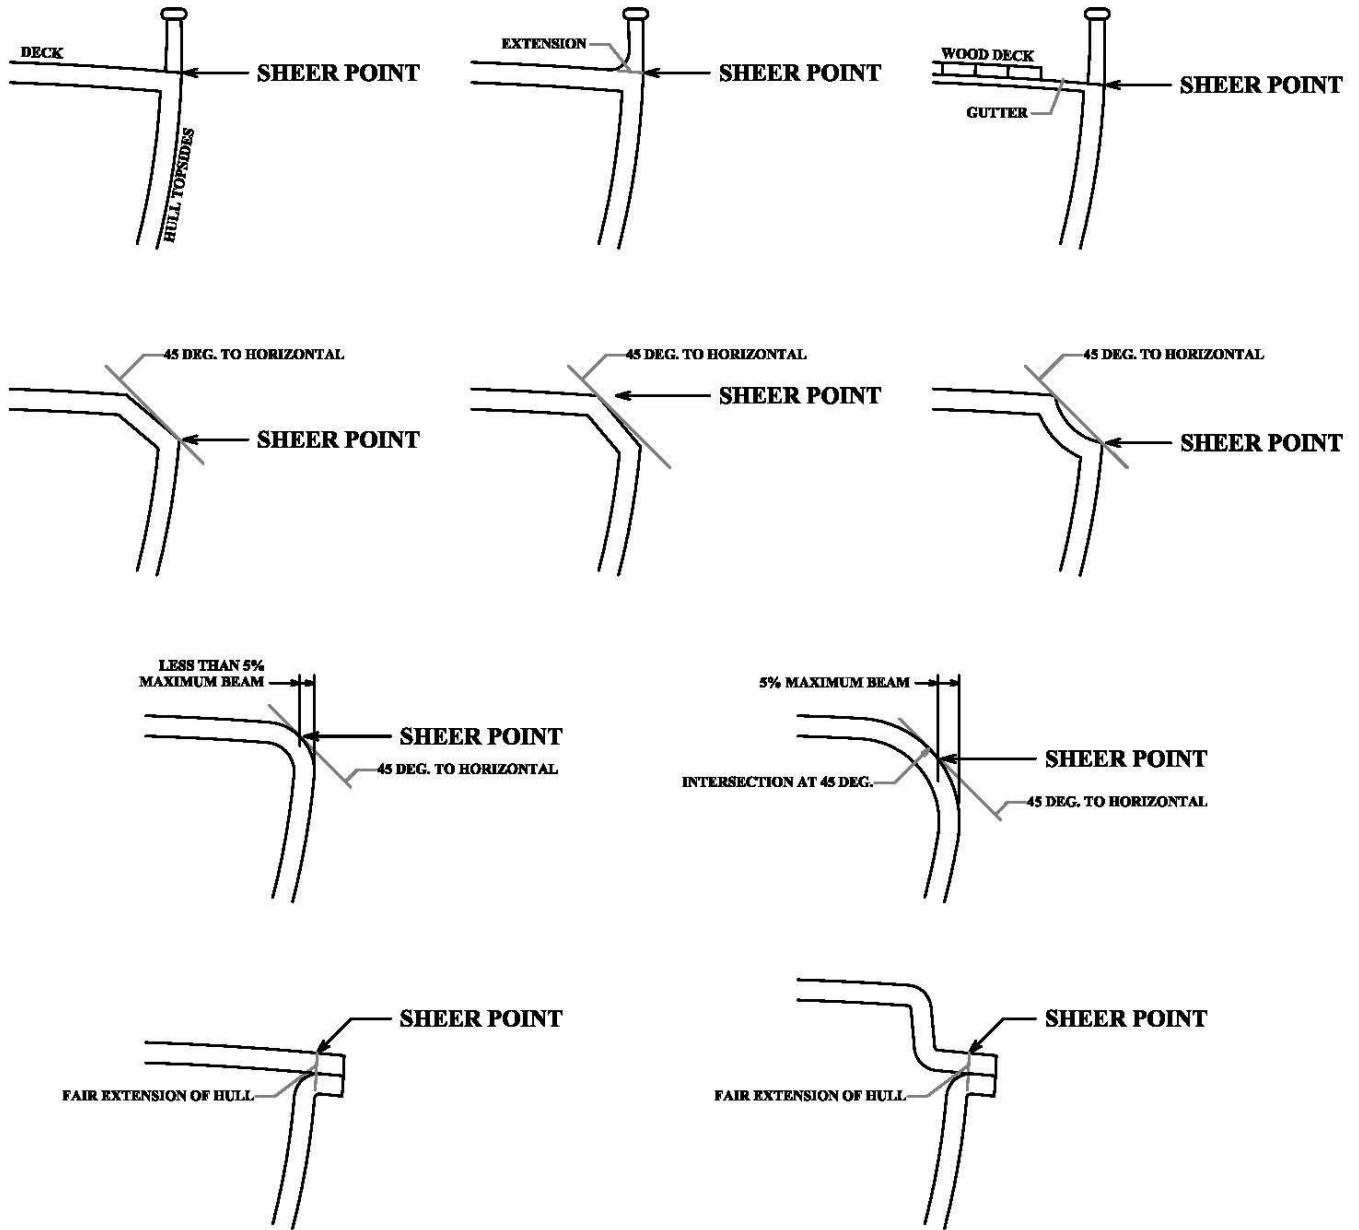 DECK
SHEER POINT
HULL TOPSIDES
EXTENSION
SHEER POINT
WOOD DECK
SHEER POINT
GUTTER
45 DEG. TO HORIZONTAL
SHEER POINT
45 DEG. TO HORIZONTAL
SHEER POINT
45 DEG. TO HORIZONTAL
SHEER POINT
LESS THAN 5%
MAXIMUM BEAM
SHEER POINT
45 DEG. TO HORIZONTAL
5% MAXIMUM BEAM
SHEER POINT
INTERSECTION AT 45 DEG.
45 DEG. TO HORIZONTAL
SHEER POINT
FAIR EXTENSION OF HULL
SHEER POINT
FAIR EXTENSION OF HULL